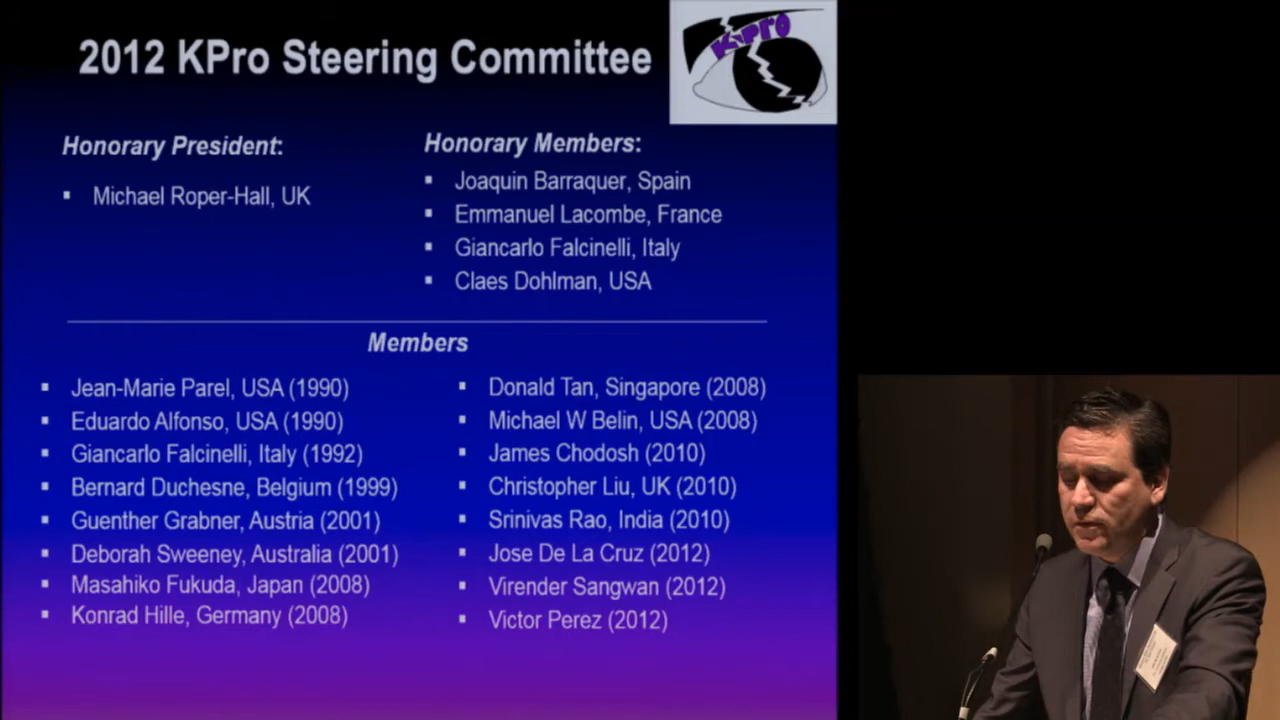 2012 KPro Steering Committee
KPro
Honorary President:
▪ Michael Roper-Hall, UK
Honorary Members:
▪ Joaquin Barraquer, Spain
▪ Emmanuel Lacombe, France
▪ Giancarlo Falcinelli, Italy
▪ Claes Dohlman, USA
Members
▪ Jean-Marie Parel, USA (1990)
▪ Eduardo Alfonso, USA (1990)
▪ Giancarlo Falcinelli, Italy (1992)
▪ Bernard Duchesne, Belgium (1999)
▪ Guenther Grabner, Austria (2001)
▪ Deborah Sweeney, Australia (2001)
▪ Masahiko Fukuda, Japan (2008)
▪ Konrad Hille, Germany (2008)
▪ Donald Tan, Singapore (2008)
▪ Michael W Belin, USA (2008)
▪ James Chodosh (2010)
▪ Christopher Liu, UK (2010)
▪ Srinivas Rao, India (2010)
▪ Jose De La Cruz (2012)
▪ Virender Sangwan (2012)
▪ Victor Perez (2012)